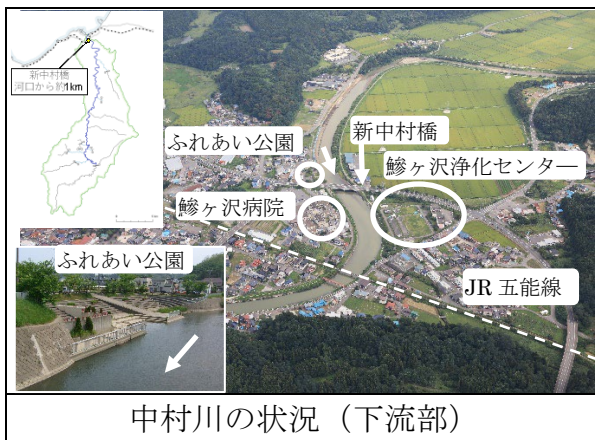 新中村橋
河口から約1km
ふれあい公園
新中村橋
鰺ヶ沢浄化センター
鰺ヶ沢病院
ふれあい公園
JR 五能線
中村川の状況（下流部）